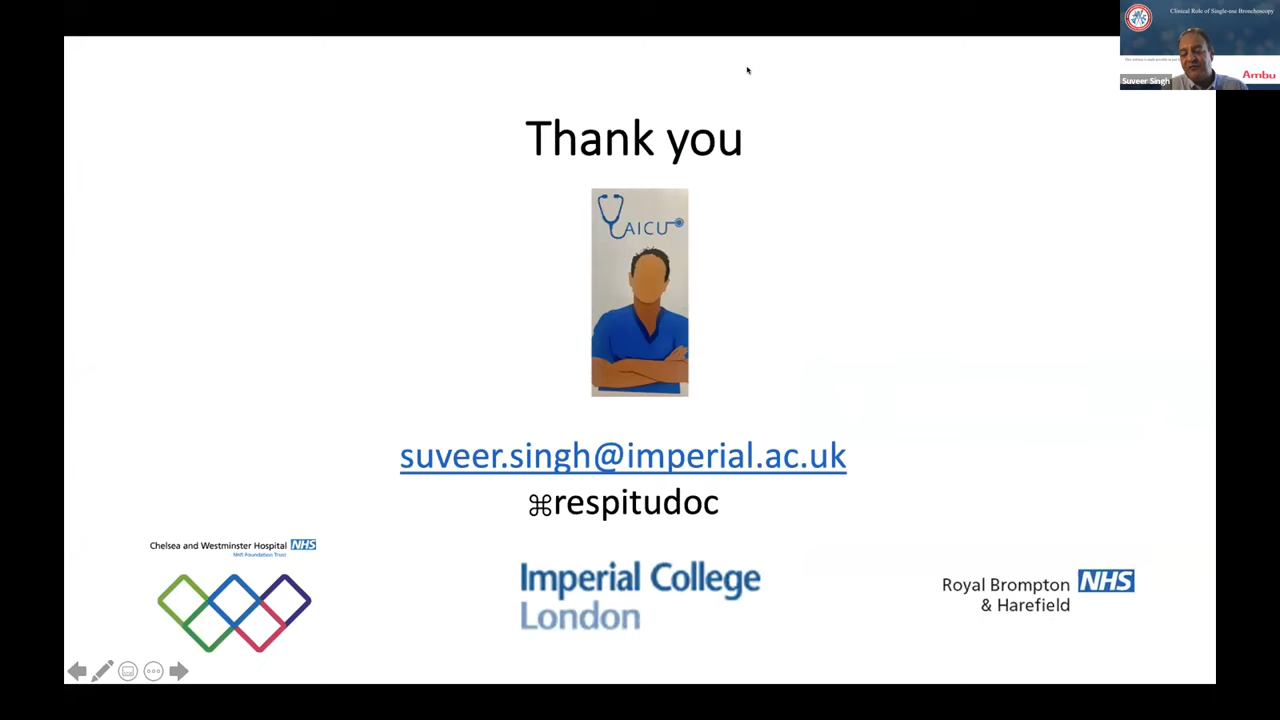 Clinical Role of Single-use Bronchoscopy
Ambu
Suveer Singh
Thank you
AICU
suveer.singh@imperial.ac.uk
⌘respitudoc
Chelsea and Westminster Hospital NHS
NHS Foundation Trust
Imperial College
London
Royal Brompton NHS
& Harefield